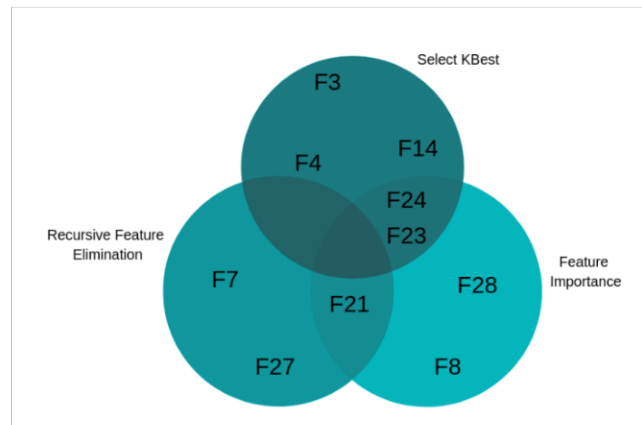 Select KBest
F3
F14
F4
F24
F23
Recursive Feature
Elimination
F7
F21
F28
Feature
Importance
F27
F8